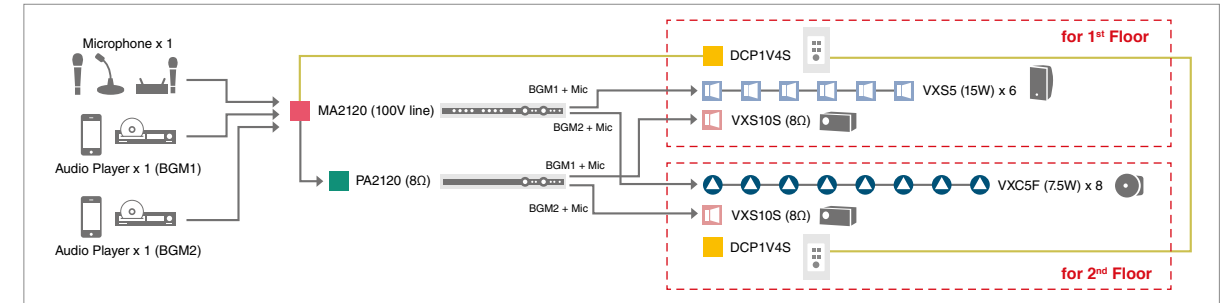 for 1st Floor
Microphone x 1
DCP1V4S
BGM1 + Mic
VXS5 (15W) x 6
MA2120 (100V line)
BGM2 + Mic
VXS10S (8Ω)
Audio Player x 1 (BGM1)
BGM1 + Mic
PA2120 (8Ω)
VXC5F (7.5W) x 8
BGM2 + Mic
VXS10S (8Ω)
Audio Player x 1 (BGM2)
DCP1V4S
for 2nd Floor